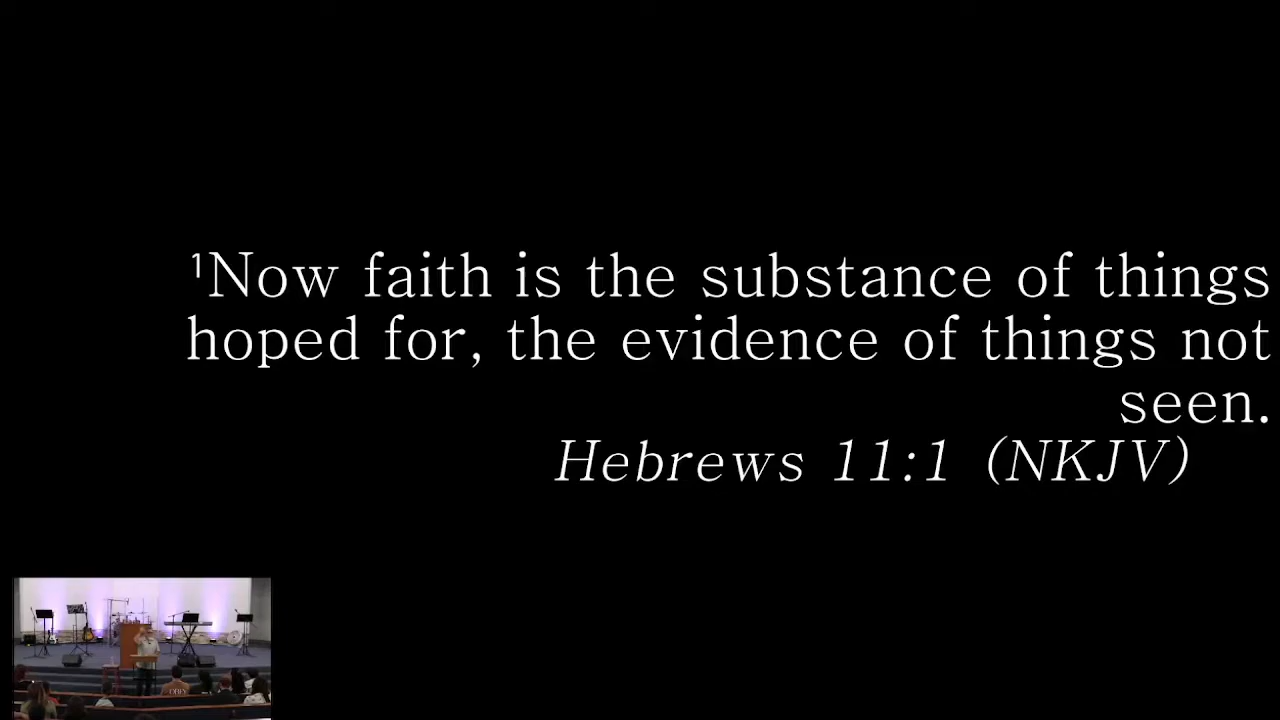 ¹Now faith is the substance of things
hoped for, the evidence of things not
seen.
Hebrews 11:1 (NKJV)